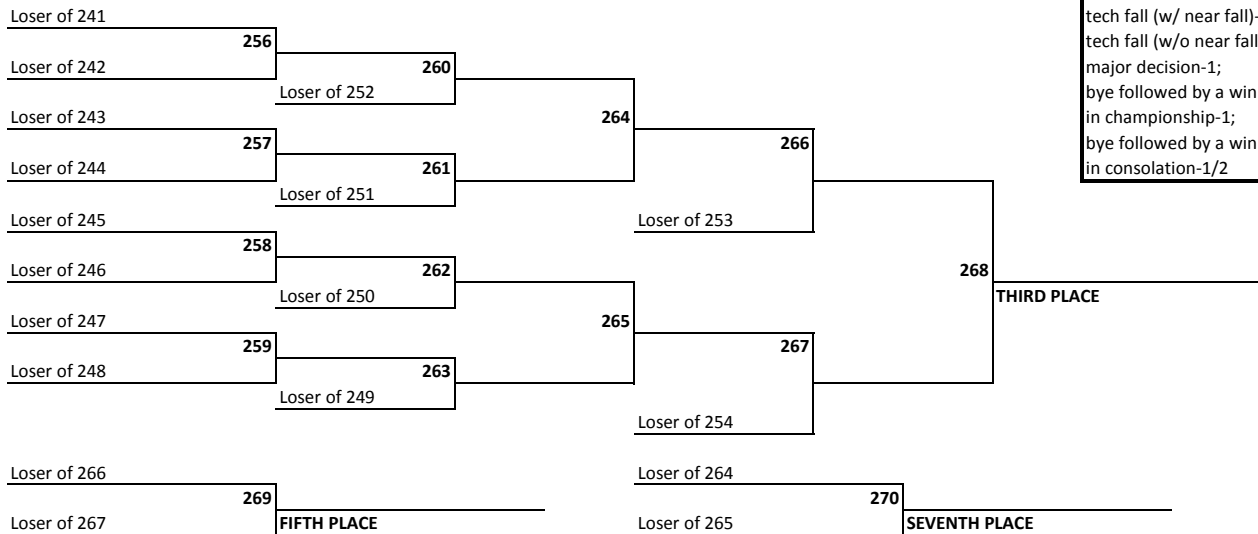 Loser of 241
tech fall (w/ near fall)-
256
tech fall (w/o near fall
Loser of 242
260
major decision-1;
Loser of 252
bye followed by a win
Loser of 243
264
in championship-1;
257
266
bye followed by a win
Loser of 244
261
in consolation-1/2
Loser of 251
Loser of 245
Loser of 253
258
Loser of 246
262
268
Loser of 250
THIRD PLACE
Loser of 247
265
259
267
Loser of 248
263
Loser of 249
Loser of 254
Loser of 266
Loser of 264
269
270
Loser of 267
FIFTH PLACE
Loser of 265
SEVENTH PLACE